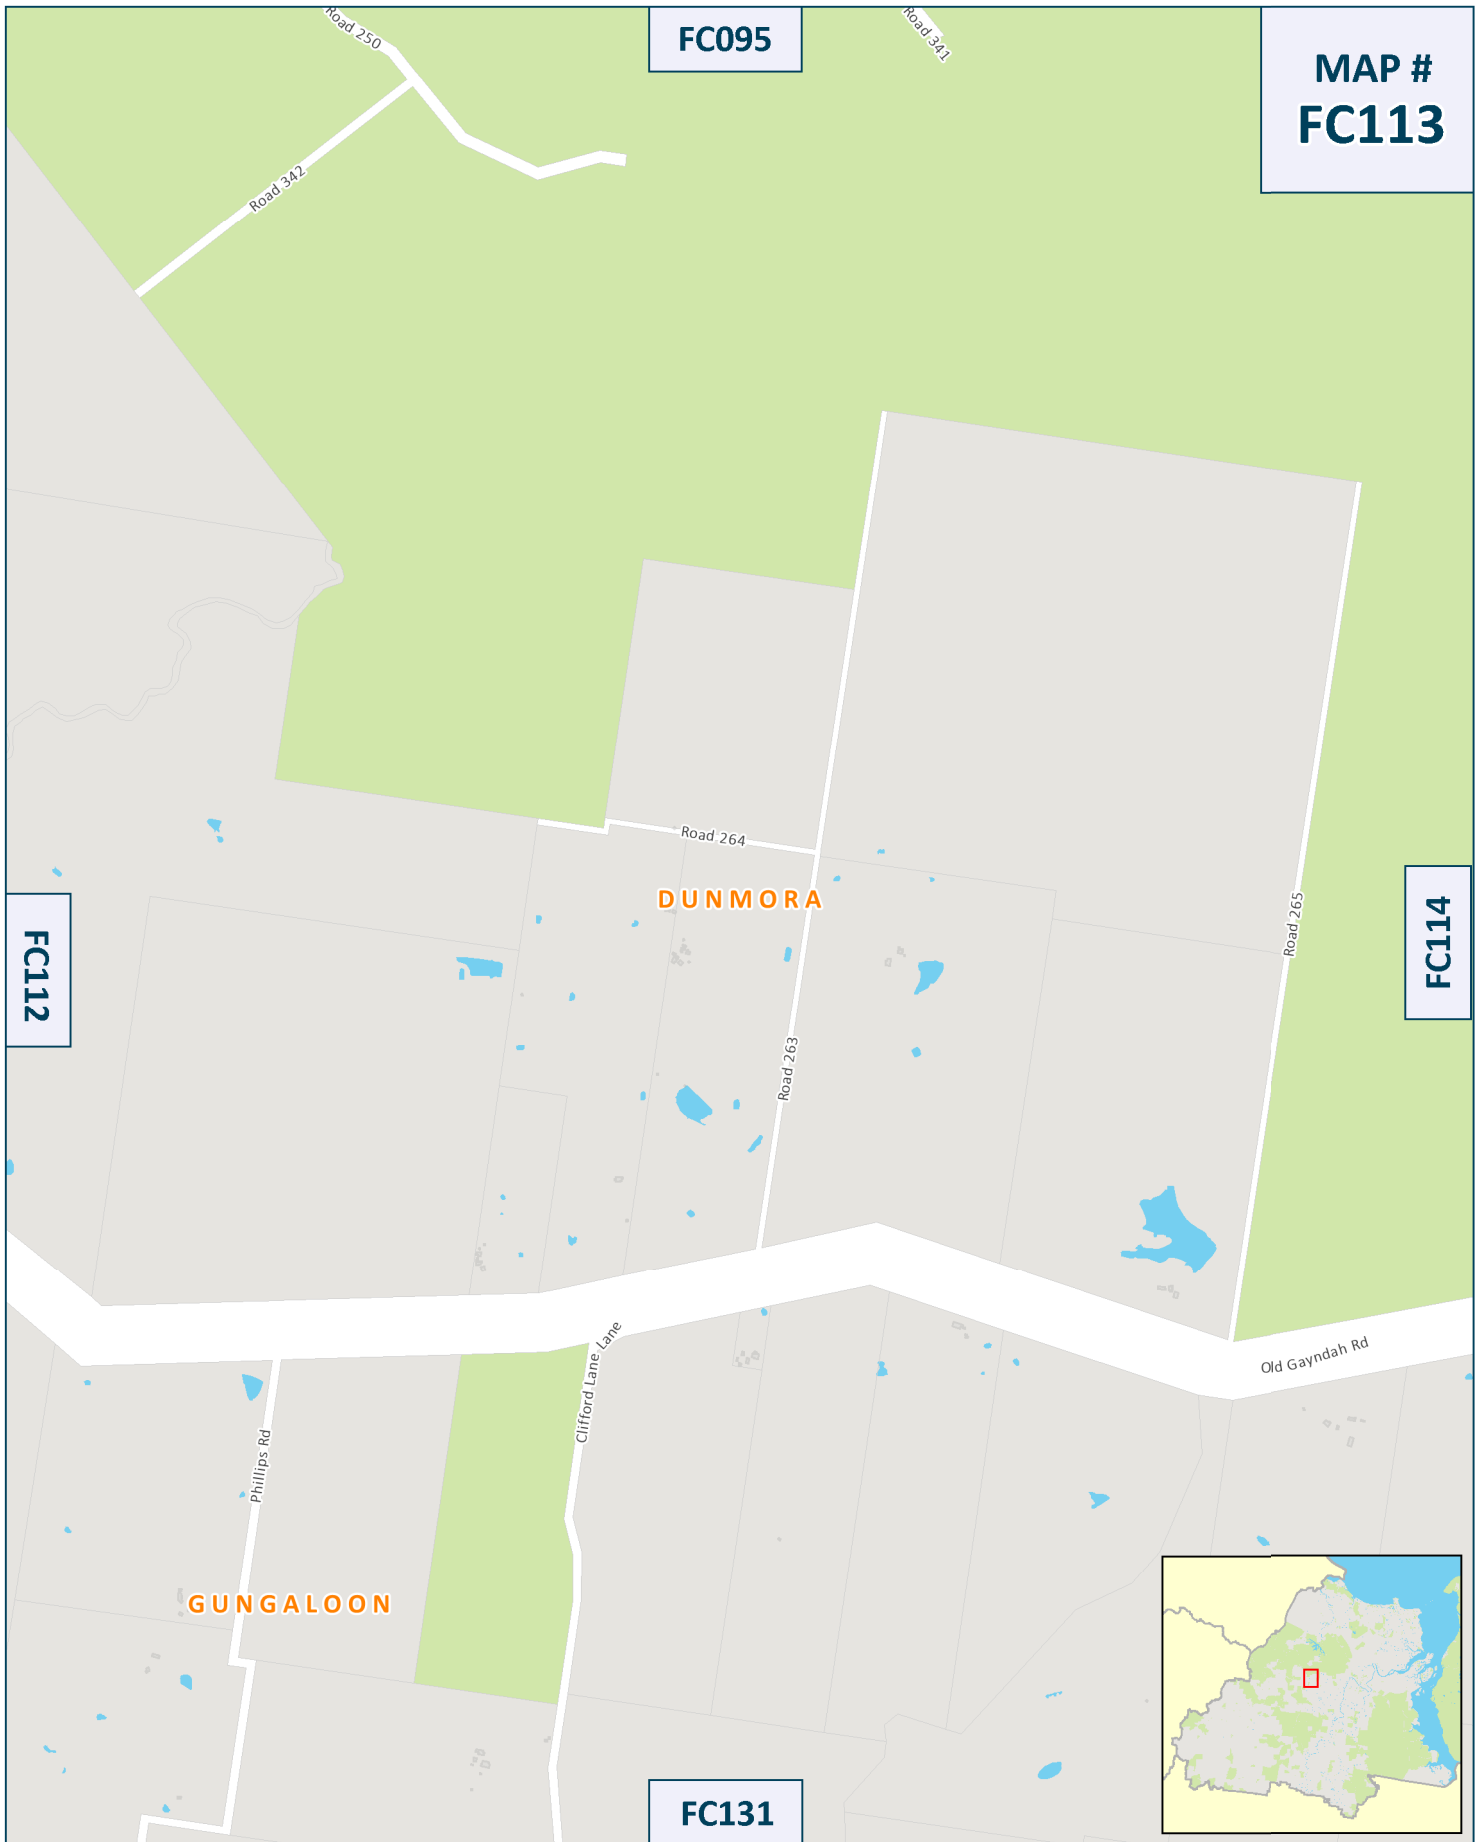 Road 250
FC095
Road 341
MAP #
FC113
Road 342
Road 264
DUNMORA
Road 265
FC112
FC114
Road 263
Clifford Lane Lane
Old Gayndah Rd
Phillips Rd
GUNGALOON
FC131